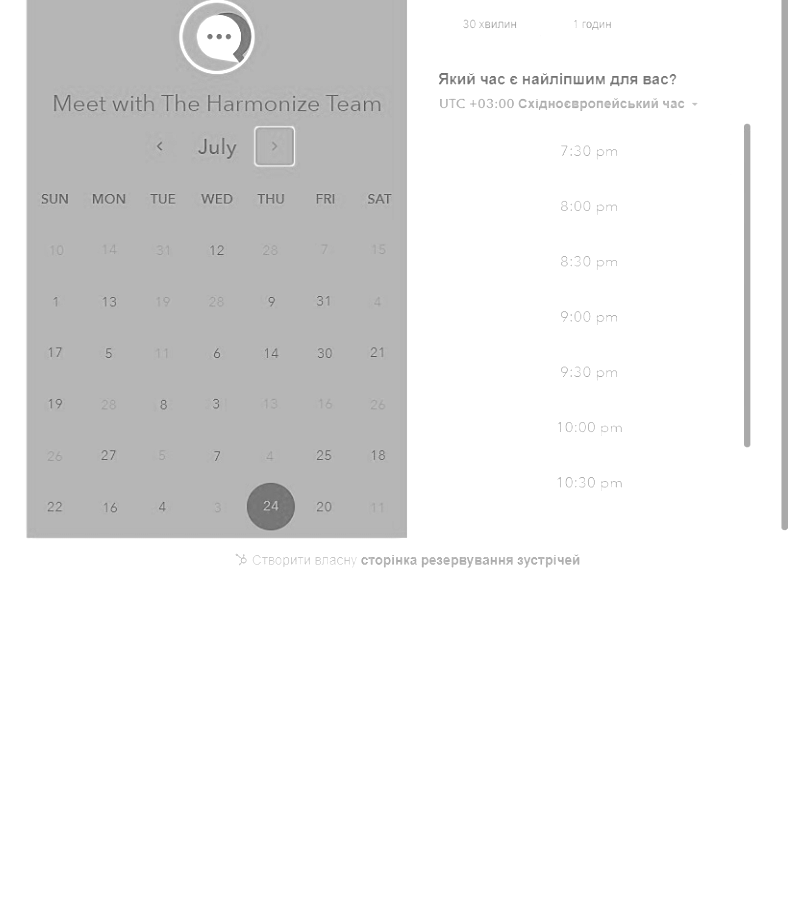 Meet with The Harmonize Team
July
SUN MON TUE WED THU FRI SAT
10 14 31 12 28 7 15
1 13 19 28 9 31 4
17 5 11 6 14 30 21
19 28 8 3 13 16 26
26 27 5 7 4 25 18
22 16 4 3 24 20 11
30 хвилин 1 годин
Який час є найліпшим для вас?
UTC +03:00 Східноєвропейський час
7:30 pm
8:00 pm
8:30 pm
9:00 pm
9:30 pm
10:00 pm
10:30 pm
Створити власну сторінка резервування зустрічей